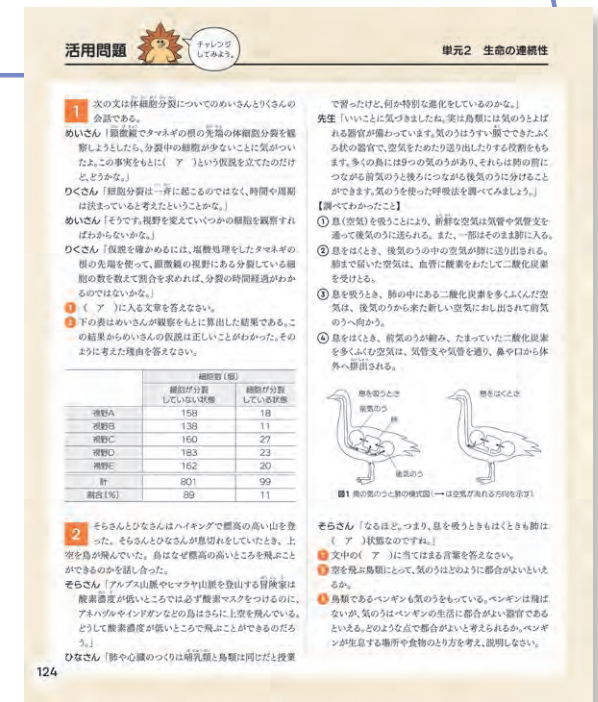 活用問題
チャレンジ
してみよう。
単元2 生命の連続性
1 次の文は体細胞分裂についてのめいさんとりくさんの
会話である。
めいさん「顕微鏡でタマネギの根の先端の体細胞分裂を観
察しようとしたら、分裂中の細胞が少ないことに気がつい
たよ。この事実をもとに( ア )という仮説を立てたのだけ
ど、どうかな。」
りくさん「細胞分裂は一斉に起こるのではなく、時間や周期
は決まっていると考えたということかな。」
めいさん「そうです。視野を変えていくつかの細胞を観察すれ
ばわからないかな。」
りくさん「仮説を確かめるには、塩酸処理をしたタマネギの
根の先端を使って、顕微鏡の視野にある分裂している細
胞の数を数えて割合を求めれば、分裂の時間経過がわか
るのではないかな。」
1 ( ア )に入る文章を答えなさい。
2 下の表はめいさんが観察をもとに算出した結果である。こ
の結果からめいさんの仮説は正しいことがわかった。その
ように考えた理由を答えなさい。
細胞数(個)
細胞が分裂 細胞が分裂
していない状態 している状態
視野A 158 18
視野B 138 11
視野C 160 27
視野D 183 23
視野E 162 20
計 801 99
割合(%) 89 11
2 そらさんとひなさんはハイキングで標高の高い山を登
った。そらさんとひなさんが息切れをしていたとき、上
空を鳥が飛んでいた。鳥はなぜ標高の高いところを飛ぶこと
ができるのかを話し合った。
そらさん「アルプス山脈やヒマラヤ山脈を登山する冒険家は
酸素濃度が低いところでは必ず酸素マスクをつけるのに、
アネハヅルやインドガンなどの鳥はさらに上空を飛んでいる。
どうして酸素濃度が低いところで飛ぶことができるのだろ
う。」
ひなさん「肺や心臓のつくりは哺乳類と鳥類は同じだと授業
で習ったけど、何か特別な進化をしているのかな。」
先生「いいことに気づきましたね。実は鳥類には気のうとよば
れる器官が備わっています。気のうはうすい膜でできたふく
ろ状の器官で、空気をためたり送り出したりする役割をもち
ます。多くの鳥には9つの気のうがあり、それらは肺の前に
つながる前気のうと後ろにつながる後気のうに分けること
ができます。気のうを使った呼吸法を調べてみましょう。」
【調べてわかったこと】
① 息(空気)を吸うことにより、新鮮な空気は気管や気管支を
通って後気のうに送られる。また、一部はそのまま肺に入る。
② 息をはくとき、後気のうの中の空気が肺に送り出される。
肺まで届いた空気は、血管に酸素をわたして二酸化炭素
を受けとる。
③ 息を吸うとき、肺の中にある二酸化炭素を多くふくんだ空
気は、後気のうから来た新しい空気におし出されて前気
のうへ向かう。
④ 息をはくとき、前気のうが縮み、たまっていた二酸化炭素
を多くふくむ空気は、気管支や気管を通り、鼻や口から体
外へ排出される。
息を吸うとき
息をはくとき
前気のう
肺
後気のう
図1 鳥の気のうと肺の模式図(→は空気が流れる方向を示す)
そらさん「なるほど。つまり、息を吸うときもはくときも肺は
( ア )状態なのですね。」
1 文中の( ア )に当てはまる言葉を答えなさい。
2 空を飛ぶ鳥類にとって、気のうはどのように都合がよいといえ
るか。
3 鳥類であるペンギンも気のうをもっている。ペンギンは飛ば
ないが、気のうはペンギンの生活に都合がよい器官である
といえる。どのような点で都合がよいと考えられるか。ペンギ
ンが生息する場所や食物のとり方を考え、説明しなさい。
124